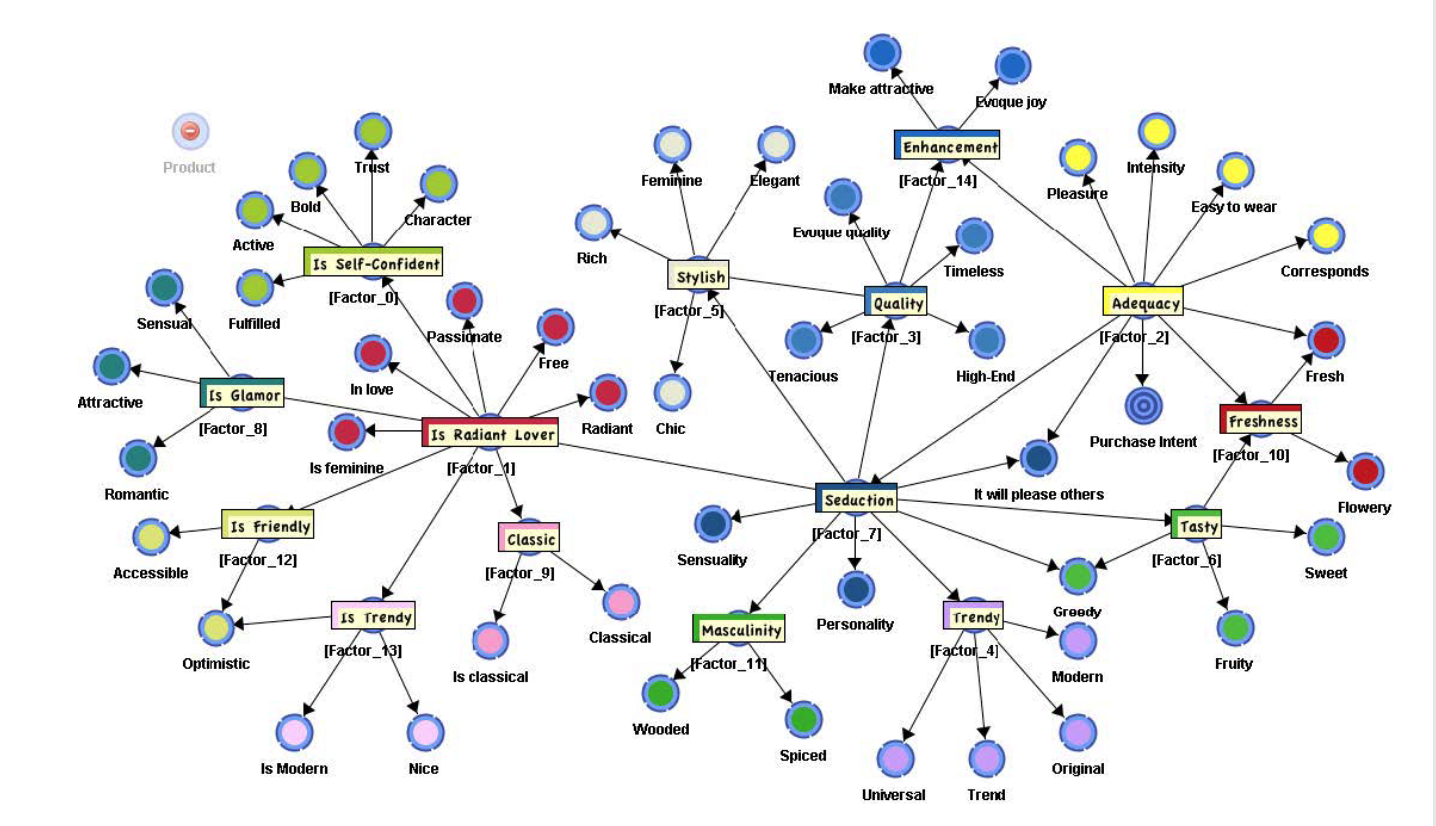 Make attractive
Evoque joy
Product
Trust
Enhancement
[Factor_14]
Feminine
Elegant
Pleasure
Intensity
Easy to wear
Bold
Character
Active
Evoque quality
Rich
Timeless
Corresponds
Is Self-Confident
[Factor_0]
Stylish
[Factor_5]
Quality
[Factor_3]
Adequacy
[Factor_2]
Sensual
Fulfilled
Passionate
Free
Tenacious
High-End
Fresh
In love
Attractive
Is Glamor
[Factor_8]
Radiant
Chic
Purchase Intent
Freshness
[Factor_10]
Is Radiant Lover
[Factor_1]
Is feminine
Romantic
It will please others
Flowery
Seduction
[Factor_7]
Is Friendly
[Factor_12]
Classic
[Factor_9]
Tasty
[Factor_6]
Accessible
Sensuality
Sweet
Is Trendy
[Factor_13]
Classical
Masculinity
[Factor_11]
Personality
Trendy
[Factor_4]
Greedy
Optimistic
Is classical
Modern
Fruity
Wooded
Spiced
Is Modern
Nice
Universal
Trend
Original